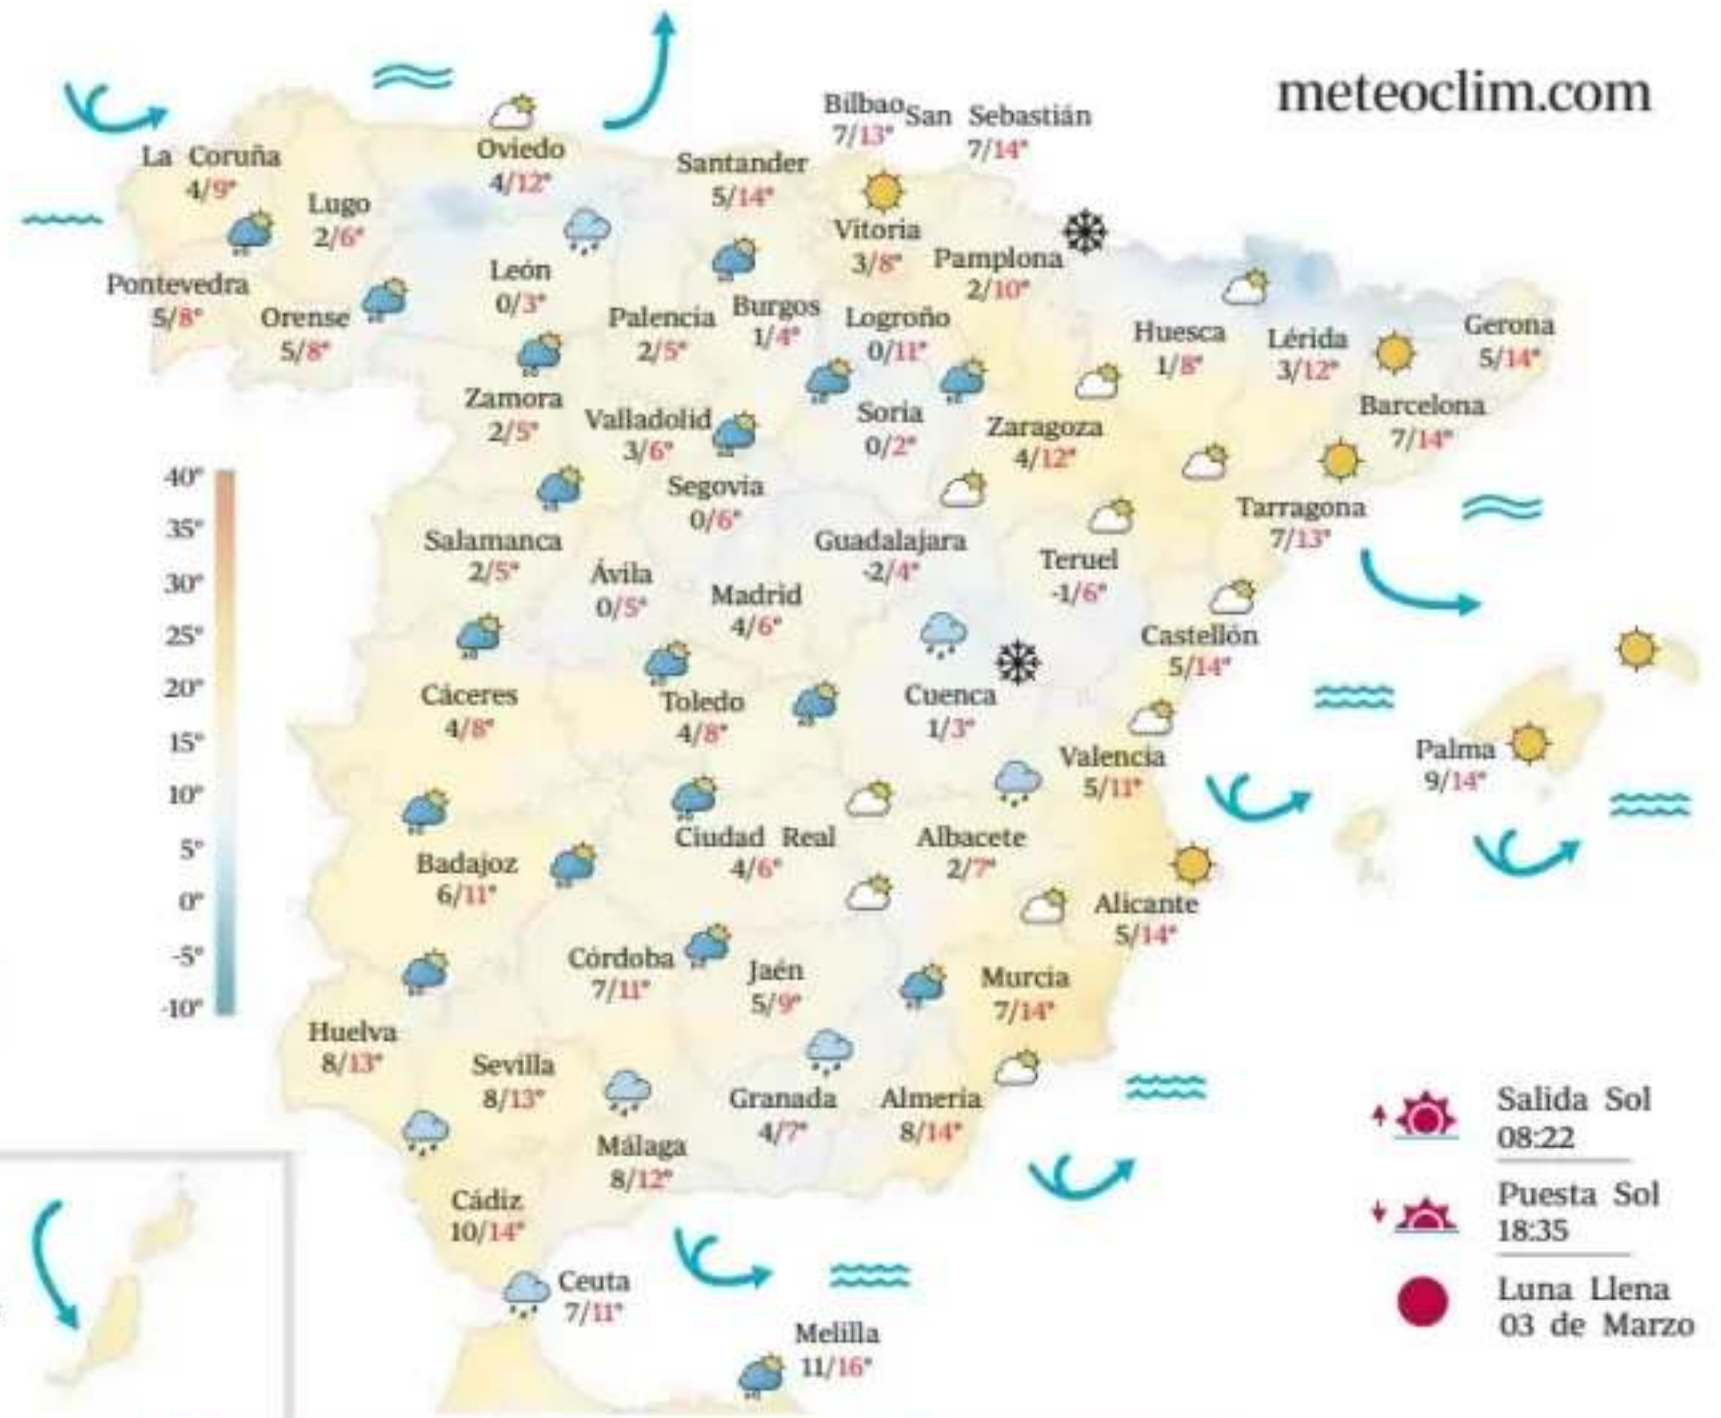 meteoclim.com
Bilbao
7/13°
San Sebastián
7/14°
La Coruña
4/9°
Oviedo
4/12°
Santander
5/14°
Lugo
2/6°
Vitoria
3/8°
Pamplona
2/10°
León
0/3°
Pontevedra
5/8°
Orense
5/8°
Palencia
2/5°
Burgos
1/4°
Logroño
0/11°
Huesca
1/8°
Lérida
3/12°
Gerona
5/14°
Zamora
2/5°
Valladolid
3/6°
Soria
0/2°
Zaragoza
4/12°
Barcelona
7/14°
Segovia
0/6°
Tarragona
7/13°
Salamanca
2/5°
Ávila
0/5°
Madrid
4/6°
Guadalajara
-2/4°
Teruel
-1/6°
Castellón
5/14°
Cáceres
4/8°
Toledo
4/8°
Cuenca
1/3°
Valencia
5/11°
Palma
9/14°
Badajoz
6/11°
Ciudad Real
4/6°
Albacete
2/7°
Alicante
5/14°
Córdoba
7/11°
Jaén
5/9°
Murcia
7/14°
Huelva
8/13°
Sevilla
8/13°
Granada
4/7°
Almería
8/14°
Málaga
8/12°
Cádiz
10/14°
Ceuta
7/11°
Melilla
11/16°
40°
35°
30°
25°
20°
15°
10°
5°
0°
-5°
-10°
Salida Sol
08:22
Puesta Sol
18:35
Luna Llena
03 de Marzo